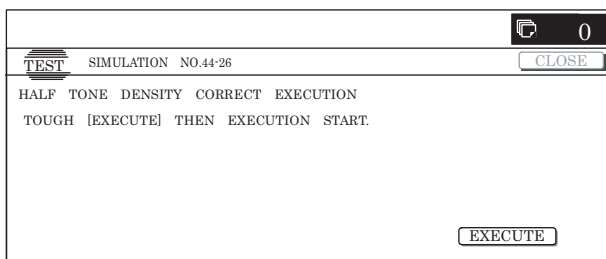 0
TEST SIMULATION NO.44-26 CLOSE
HALF TONE DENSITY CORRECT EXECUTION
TOUGH [EXECUTE] THEN EXECUTION START.
EXECUTE